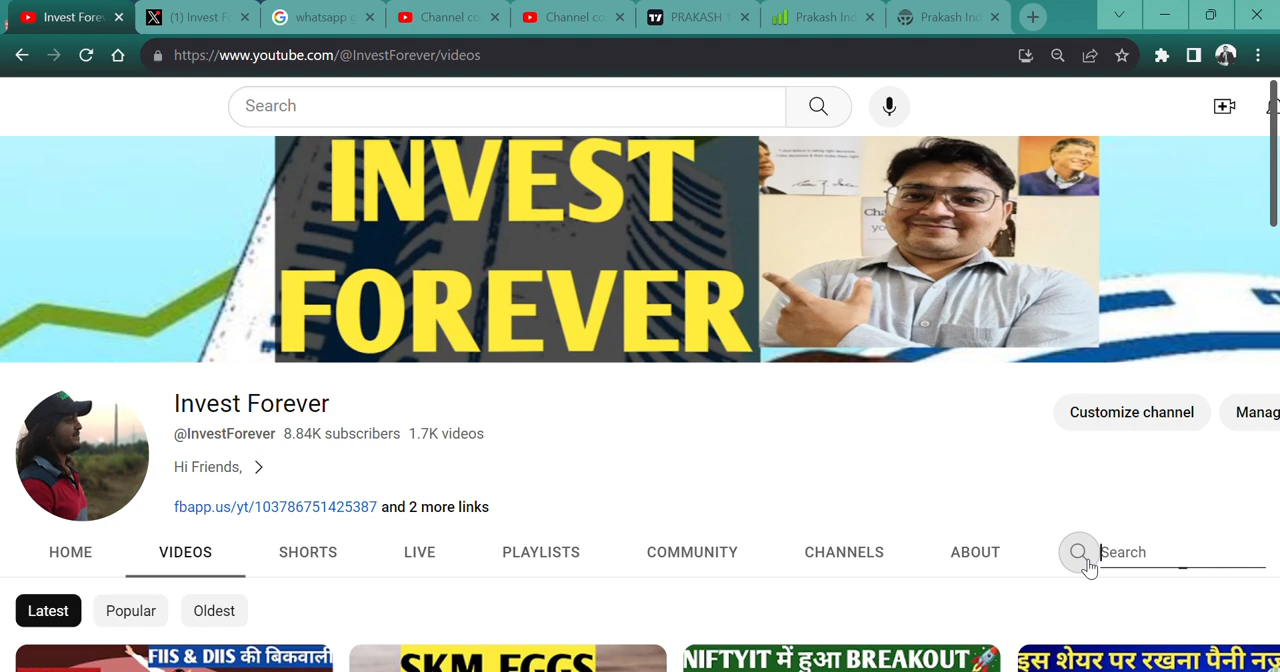 Invest Fore
(1) Invest F
whatsapp g
Channel co
Channel co
PRAKASH
Prakash Ind
Prakash Ind
https://www.youtube.com/@InvestForever/videos
Search
INVEST
FOREVER
Invest Forever
@InvestForever 8.84K subscribers 1.7K videos
Customize channel
Manag
Hi Friends,
fbapp.us/yt/103786751425387 and 2 more links
HOME
VIDEOS
SHORTS
LIVE
PLAYLISTS
COMMUNITY
CHANNELS
ABOUT
Search
Latest
Popular
Oldest
FIIS & DIIS की बिकवाली
SKM EGGS
NIFTYIT में हुआ BREAKOUT
इस शेयर पर रखना पैनी